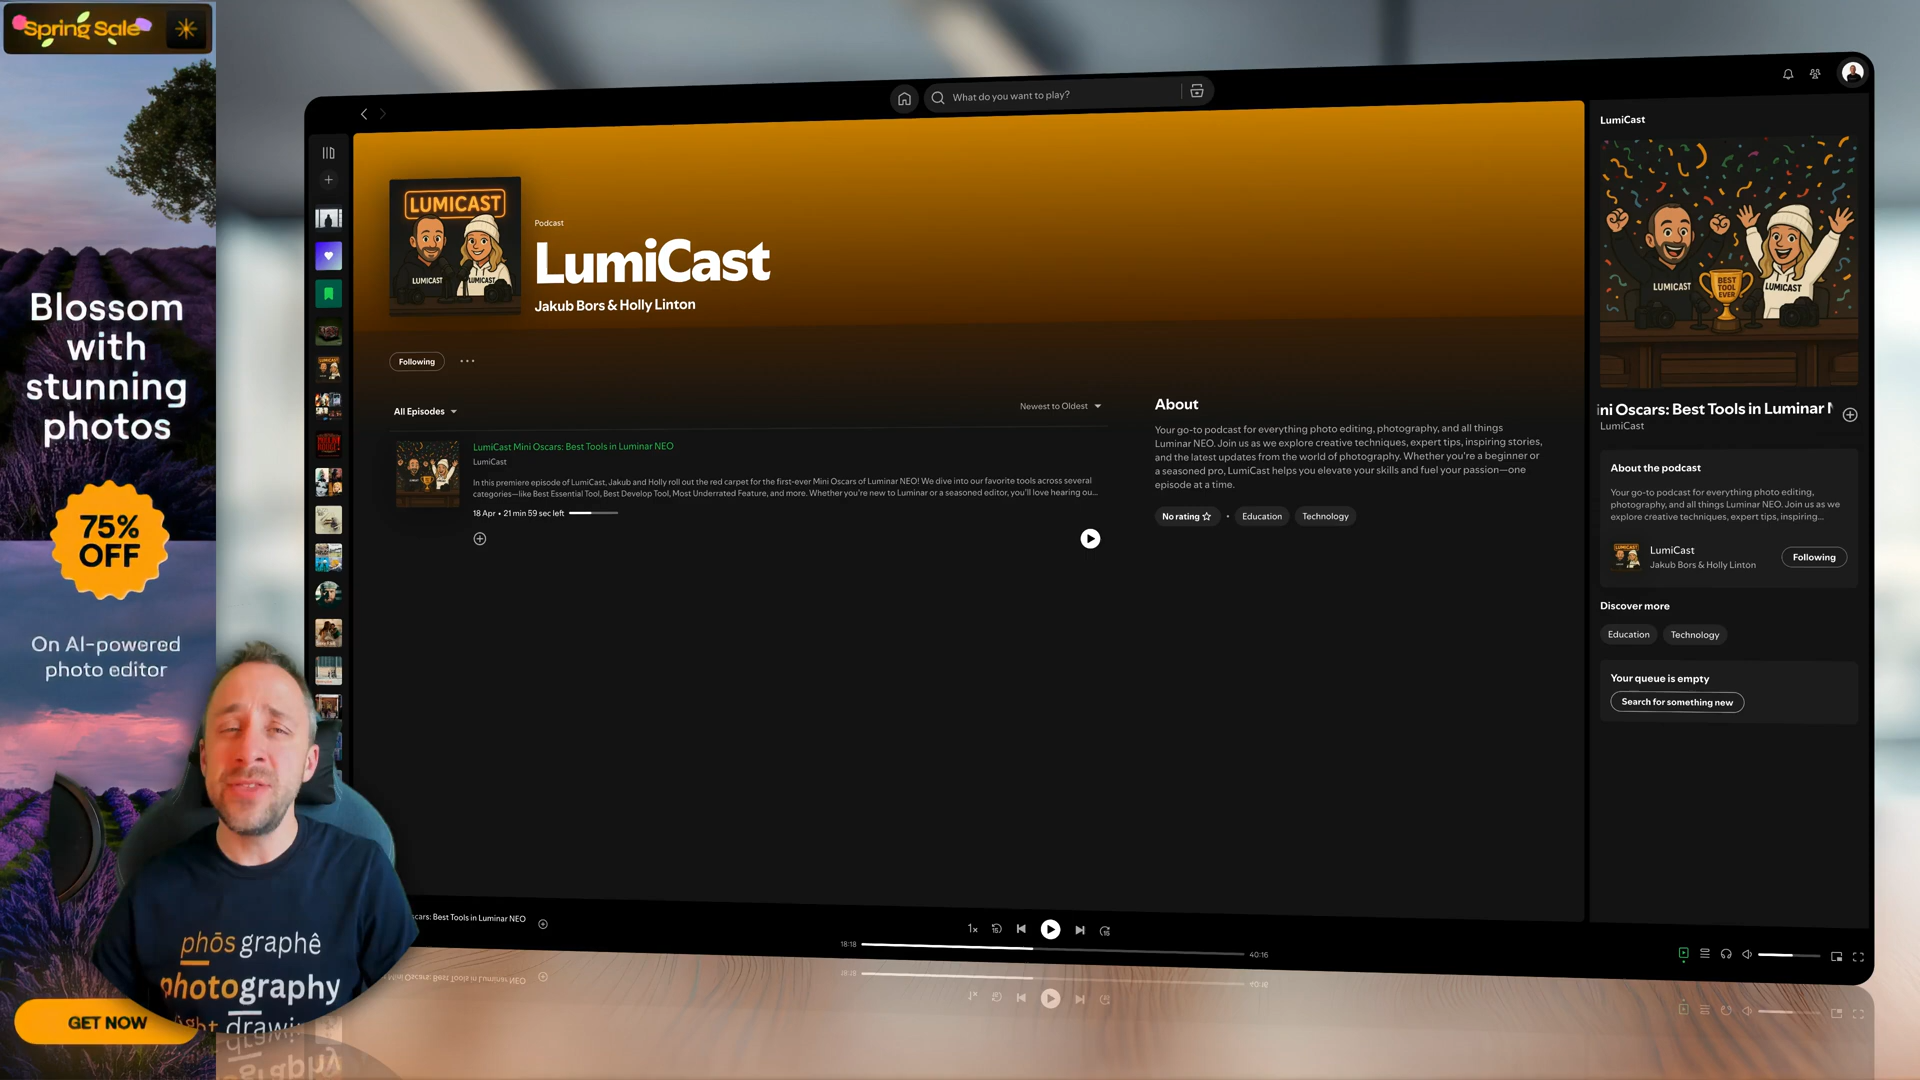 Spring Sale
Blossom
with
stunning
photos
75%
OFF
On AI-powered
photo editor
GET NOW
phōs graphê
photography
light drawi
What do you want to play?
LUMICAST
LUMICAST
LUMICAST
Podcast
LumiCast
Jakub Bors & Holly Linton
Following
All Episodes
Newest to Oldest
LumiCast Mini Oscars: Best Tools in Luminar NEO
LumiCast
In this premiere episode of LumiCast, Jakub and Holly roll out the red carpet for the first-ever Mini Oscars of Luminar NEO! We dive into our favorite tools across several
categories—like Best Essential Tool, Best Develop Tool, Most Underrated Feature, and more. Whether you're new to Luminar or a seasoned editor, you'll love hearing ou...
18 Apr • 21 min 59 sec left
About
Your go-to podcast for everything photo editing, photography, and all things
Luminar NEO. Join us as we explore creative techniques, expert tips, inspiring stories,
and the latest updates from the world of photography. Whether you're a beginner or
a seasoned pro, LumiCast helps you elevate your skills and fuel your passion—one
episode at a time.
No rating • Education Technology
LumiCast
LUMICAST
BEST
TOOL
EVER
LUMICAST
ini Oscars: Best Tools in Luminar N
LumiCast
About the podcast
Your go-to podcast for everything photo editing,
photography, and all things Luminar NEO. Join us as we
explore creative techniques, expert tips, inspiring...
LumiCast
Jakub Bors & Holly Linton
Following
Discover more
Education Technology
Your queue is empty
Search for something new
scars: Best Tools in Luminar NEO
1x
15
15
18:18
40:16